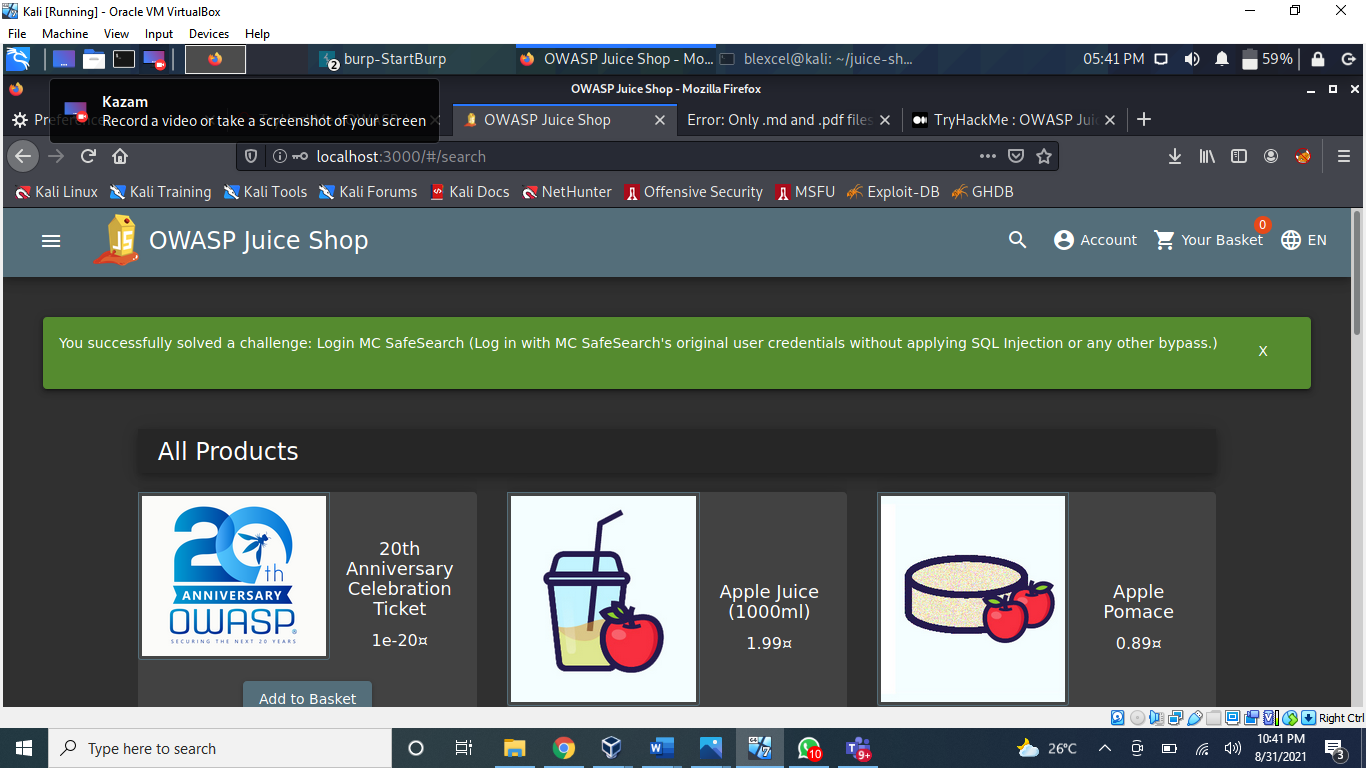 Kali [Running] - Oracle VM VirtualBox
File Machine View Input Devices Help
2 burp-StartBurp
OWASP Juice Shop - Mo...
blexcel@kali: ~/juice-sh...
05:41 PM
59%
OWASP Juice Shop - Mozilla Firefox
Kazam
Record a video or take a screenshot of your screen
OWASP Juice Shop
Error: Only .md and .pdf files
TryHackMe : OWASP Juic
localhost:3000/#/search
Kali Linux Kali Training Kali Tools Kali Forums Kali Docs NetHunter Offensive Security MSFU Exploit-DB GHDB
JS
OWASP Juice Shop
Account
Your Basket
0
EN
You successfully solved a challenge: Login MC SafeSearch (Log in with MC SafeSearch's original user credentials without applying SQL Injection or any other bypass.)
X
All Products
20th
ANNIVERSARY
OWASP
SECURING THE NEXT 20 YEARS
20th
Anniversary
Celebration
Ticket
1e-20¤
Add to Basket
Apple Juice
(1000ml)
1.99¤
Apple
Pomace
0.89¤
Right Ctrl
Type here to search
10
9+
26°C
10:41 PM
8/31/2021
3